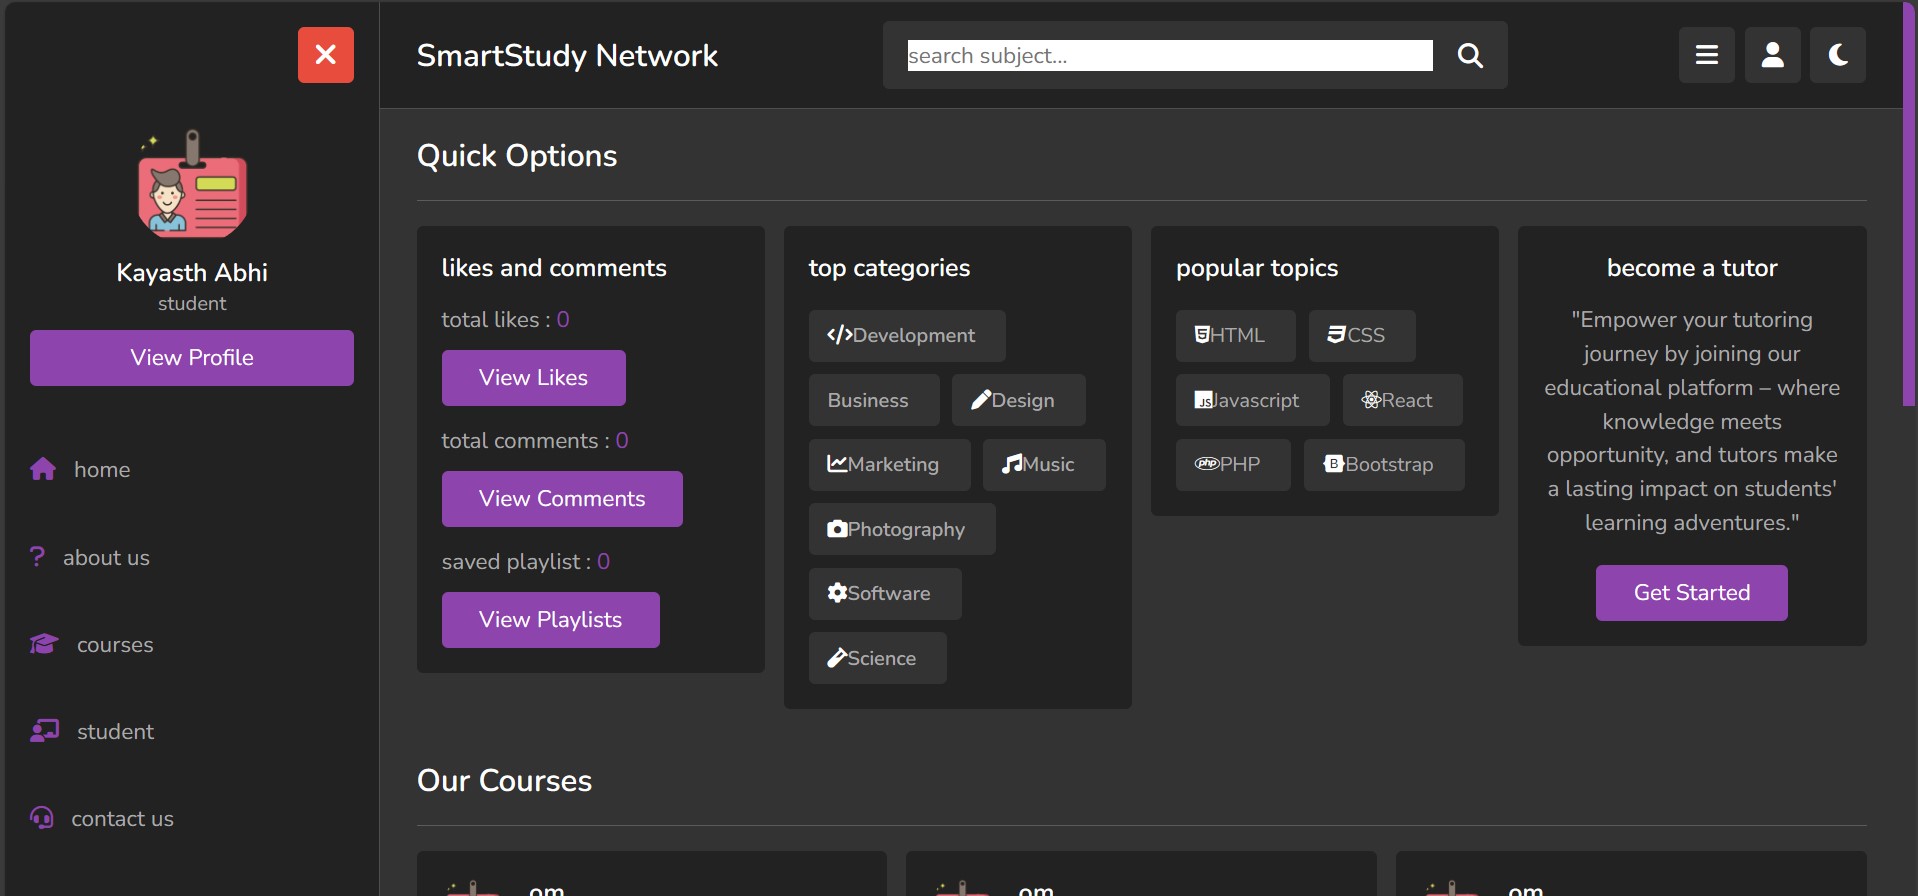 SmartStudy Network
search subject...
Kayasth Abhi
student
View Profile
home
about us
courses
student
contact us
Quick Options
likes and comments
total likes : 0
View Likes
total comments : 0
View Comments
saved playlist : 0
View Playlists
top categories
Development
Business
Design
Marketing
Music
Photography
Software
Science
popular topics
HTML
CSS
JS
Javascript
React
php
PHP
B
Bootstrap
become a tutor
"Empower your tutoring
journey by joining our
educational platform – where
knowledge meets
opportunity, and tutors make
a lasting impact on students'
learning adventures."
Get Started
Our Courses
om
om
om